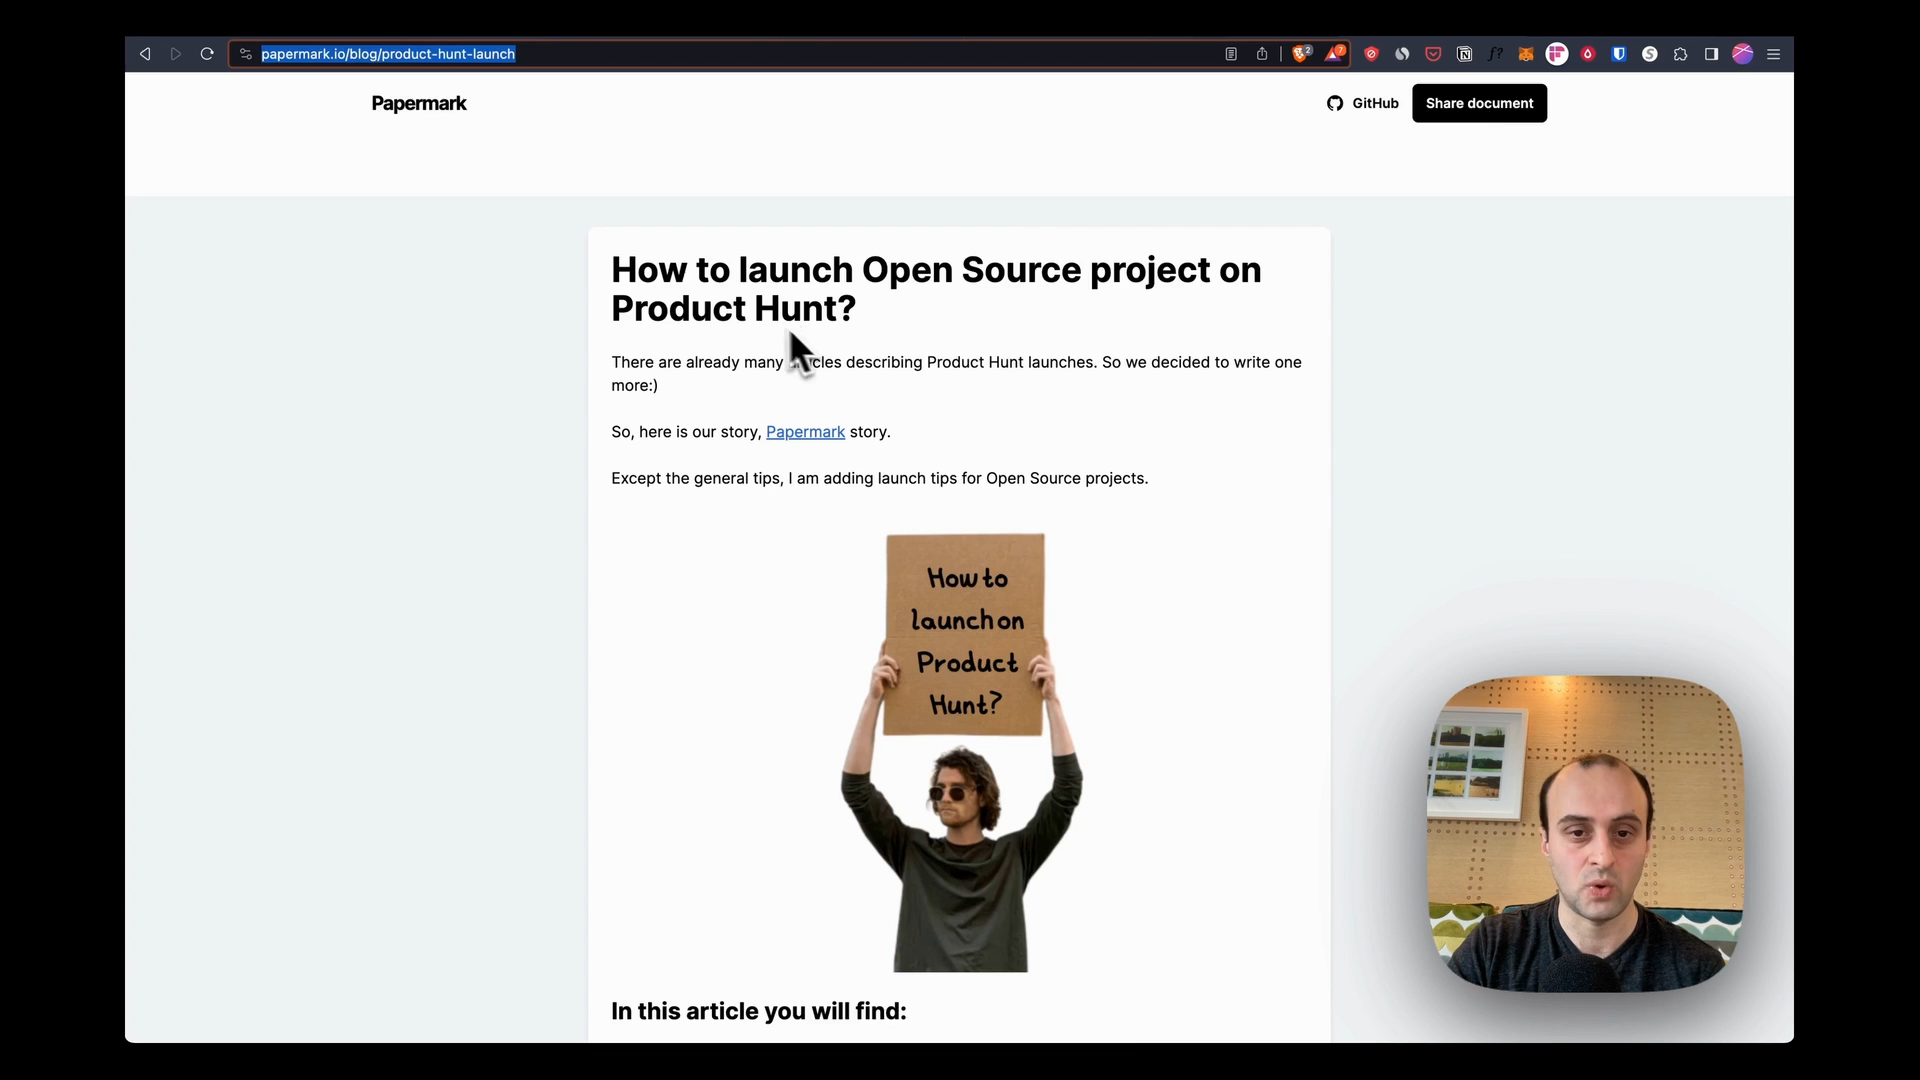 papermark.io/blog/product-hunt-launch
2
7
f?
Papermark
GitHub
Share document
How to launch Open Source project on
Product Hunt?
There are already many cles describing Product Hunt launches. So we decided to write one
more:)
So, here is our story, Papermark story.
Except the general tips, I am adding launch tips for Open Source projects.
How to
launch on
Product
Hunt?
In this article you will find: